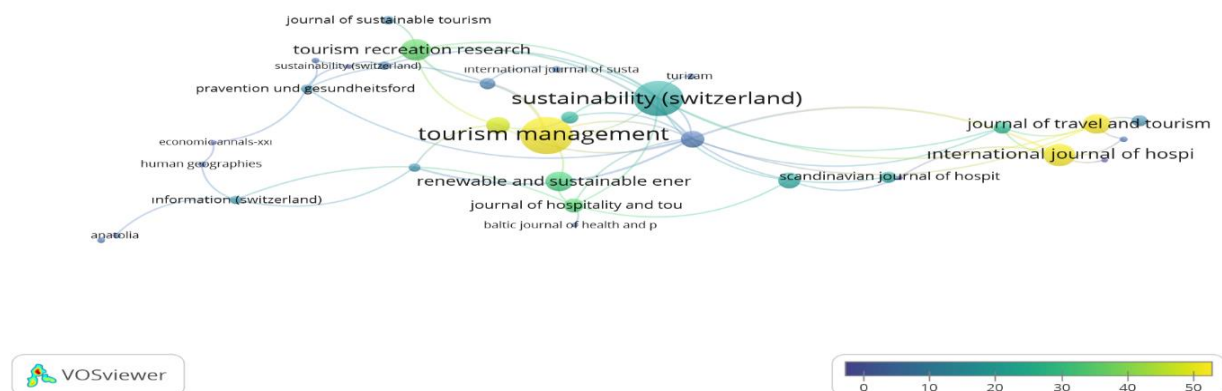 journal of sustainable tourism
tourism recreation research
sustainability (switzerland)
international journal of susta
turizam
pravention und gesundheitsford
sustainability (switzerland)
journal of travel and tourism
tourism management
economic annals-xxi
international journal of hospi
human geographies
renewable and sustainable ener
scandinavian journal of hospit
information (switzerland)
journal of hospitality and tou
baltic journal of health and p
anatolia
VOSviewer
0 10 20 30 40 50